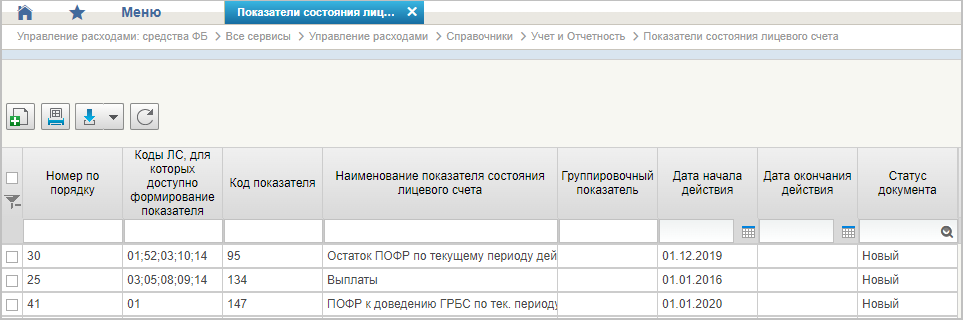 Меню Показатели состояния лиц...
Управление расходами: средства ФБ Все сервисы Управление расходами Справочники Учет и Отчетность Показатели состояния лицевого счета
Номер по порядку
Коды ЛС, для которых доступно формирование показателя
Код показателя
Наименование показателя состояния лицевого счета
Группировочный показатель
Дата начала действия
Дата окончания действия
Статус документа
30 01;52;03;10;14 95 Остаток ПОФР по текущему периоду дей 01.12.2019 Новый
25 03;05;08;09;14 134 Выплаты 01.01.2016 Новый
41 01 147 ПОФР к доведению ГРБС по тек. периоду 01.01.2020 Новый